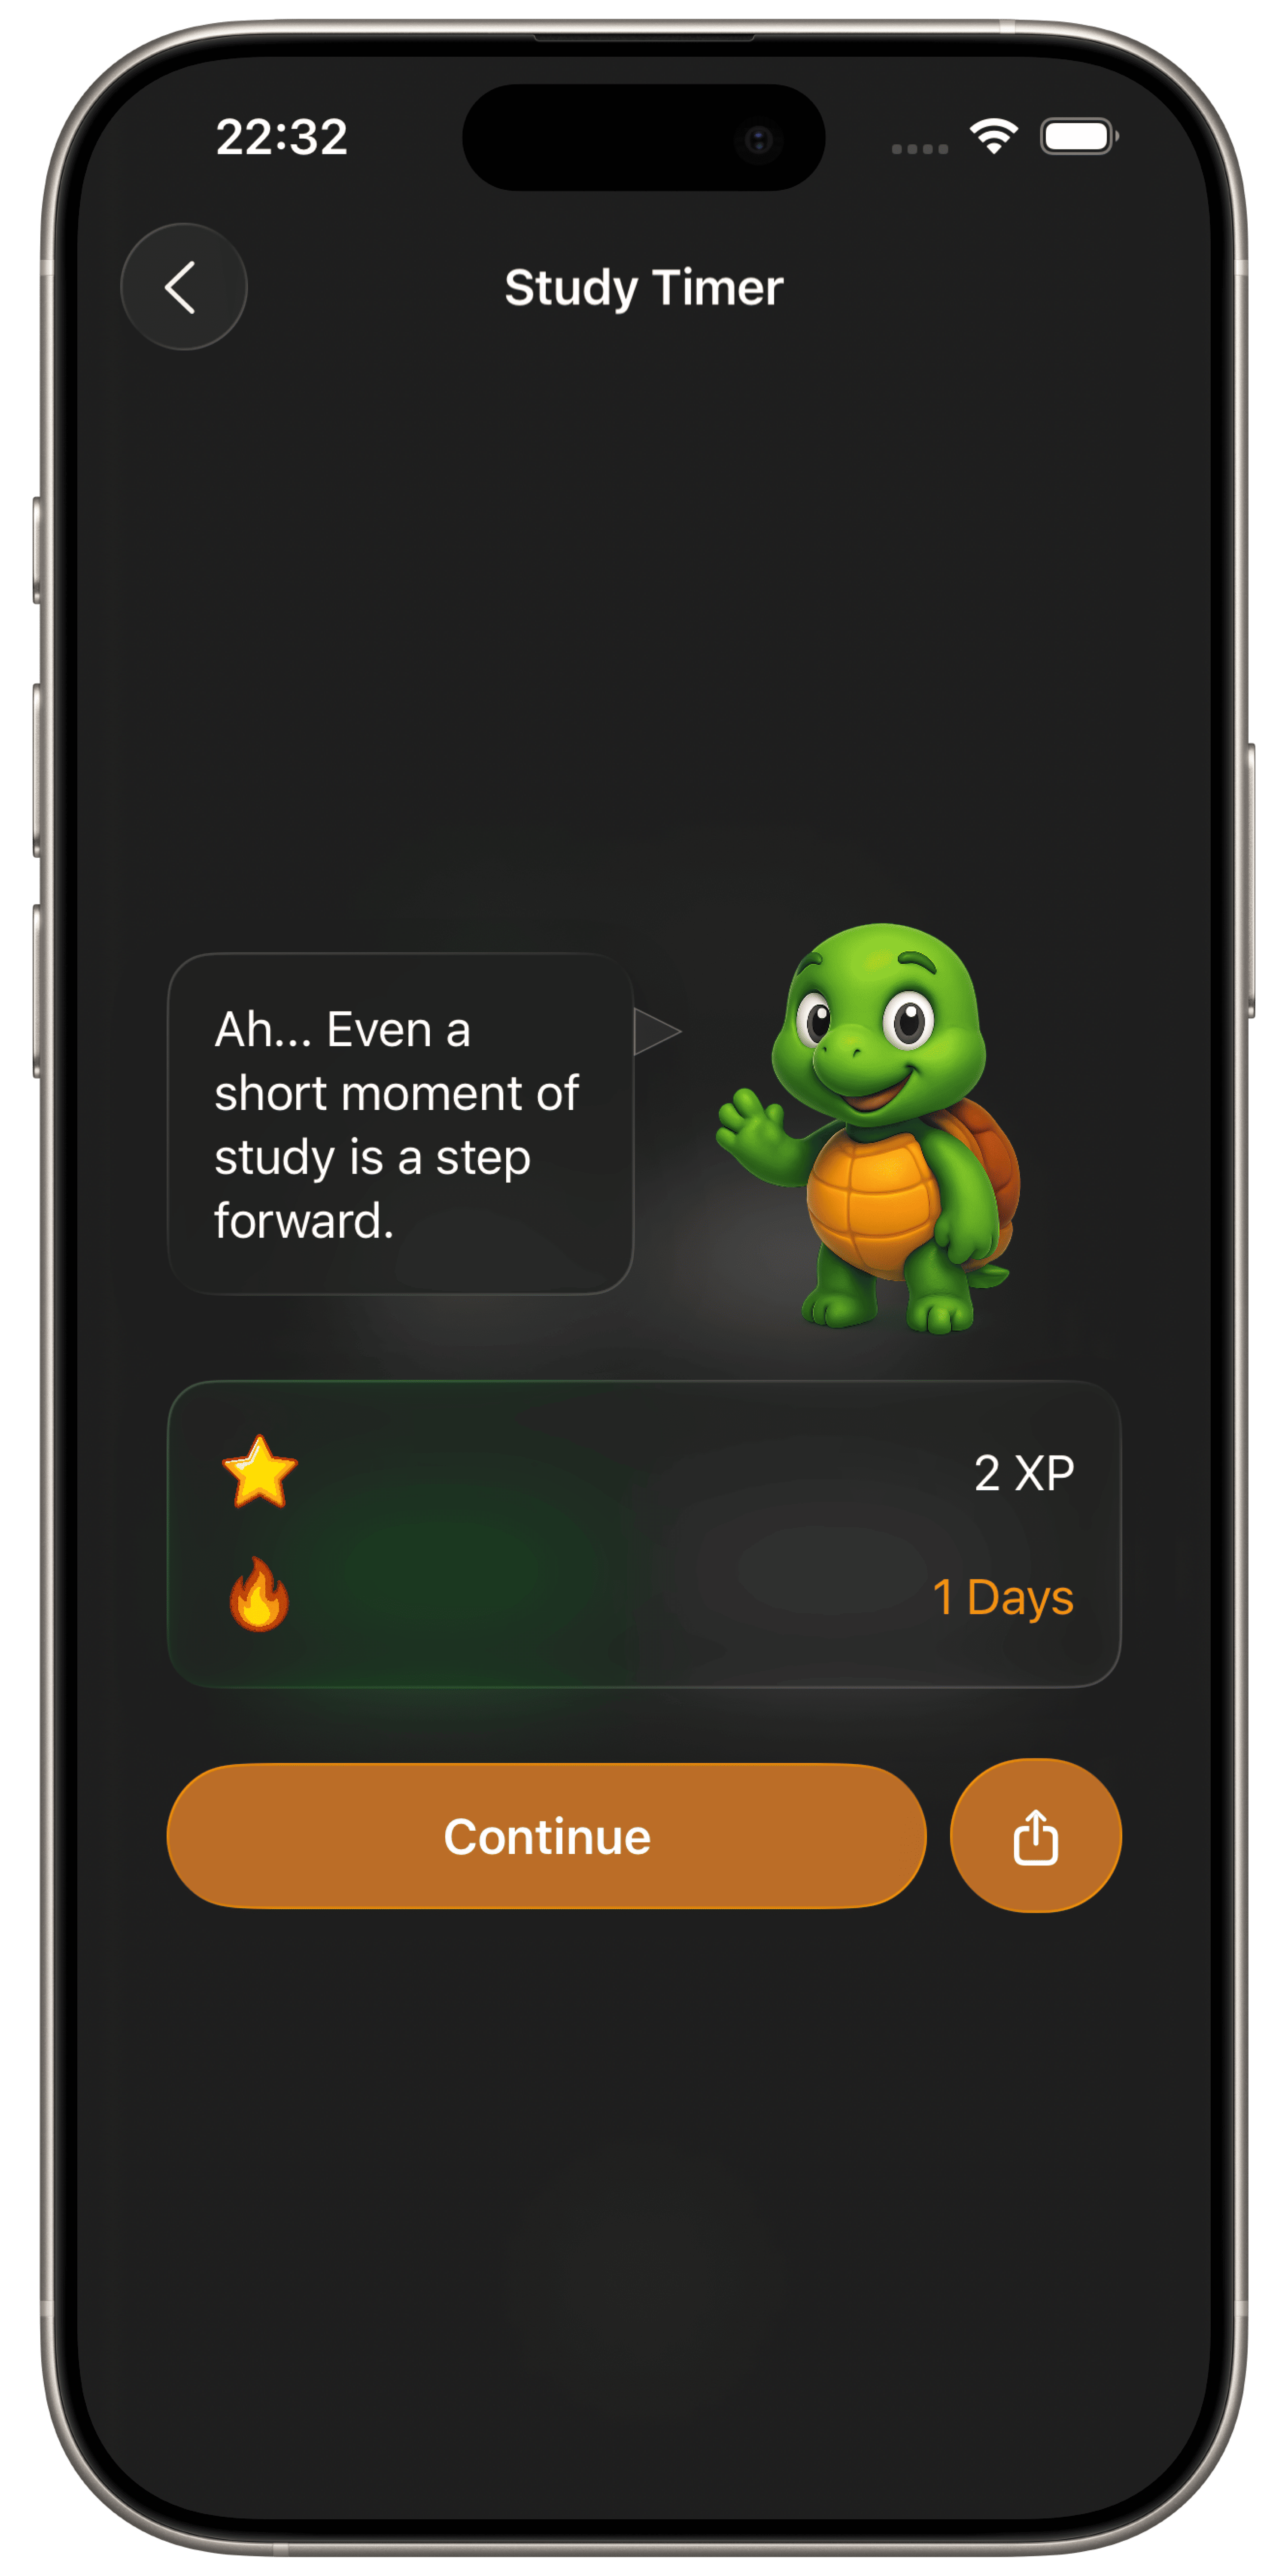 22:32
Study Timer
Ah... Even a
short moment of
study is a step
forward.
2 XP
1 Days
Continue